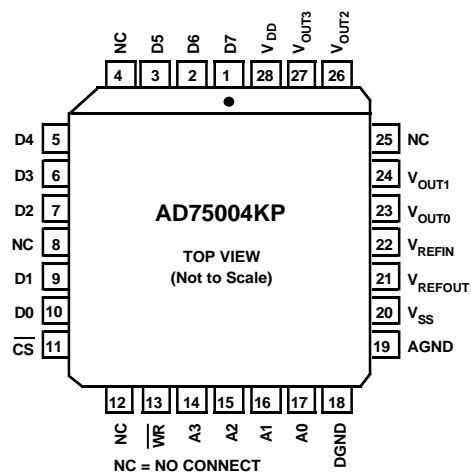 NC D5 D6 D7 VDD VOUT3 VOUT2
4 3 2 1 28 27 26
D4 5
D3 6
D2 7
NC 8
D1 9
D0 10
CS 11
AD75004KP
TOP VIEW
(Not to Scale)
25 NC
24 VOUT1
23 VOUT0
22 VREFIN
21 VREFOUT
20 VSS
19 AGND
12 13 14 15 16 17 18
NC WR A3 A2 A1 A0 DGND
NC = NO CONNECT